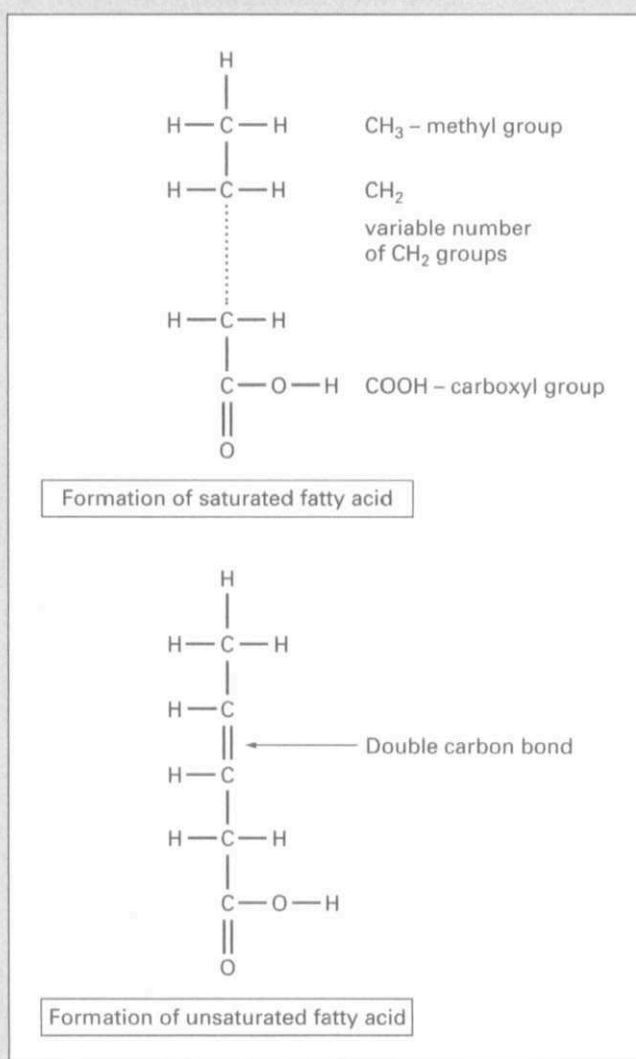 H
H—C—H CH₃ – methyl group
H—C—H CH₂
variable number
of CH₂ groups
H—C—H
C—O—H COOH – carboxyl group
O
Formation of saturated fatty acid
H
H—C—H
H—C
Double carbon bond
H—C
H—C—H
C—O—H
O
Formation of unsaturated fatty acid